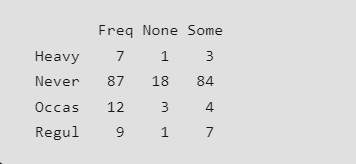 Freq None Some
Heavy 7 1 3
Never 87 18 84
Occas 12 3 4
Regul 9 1 7